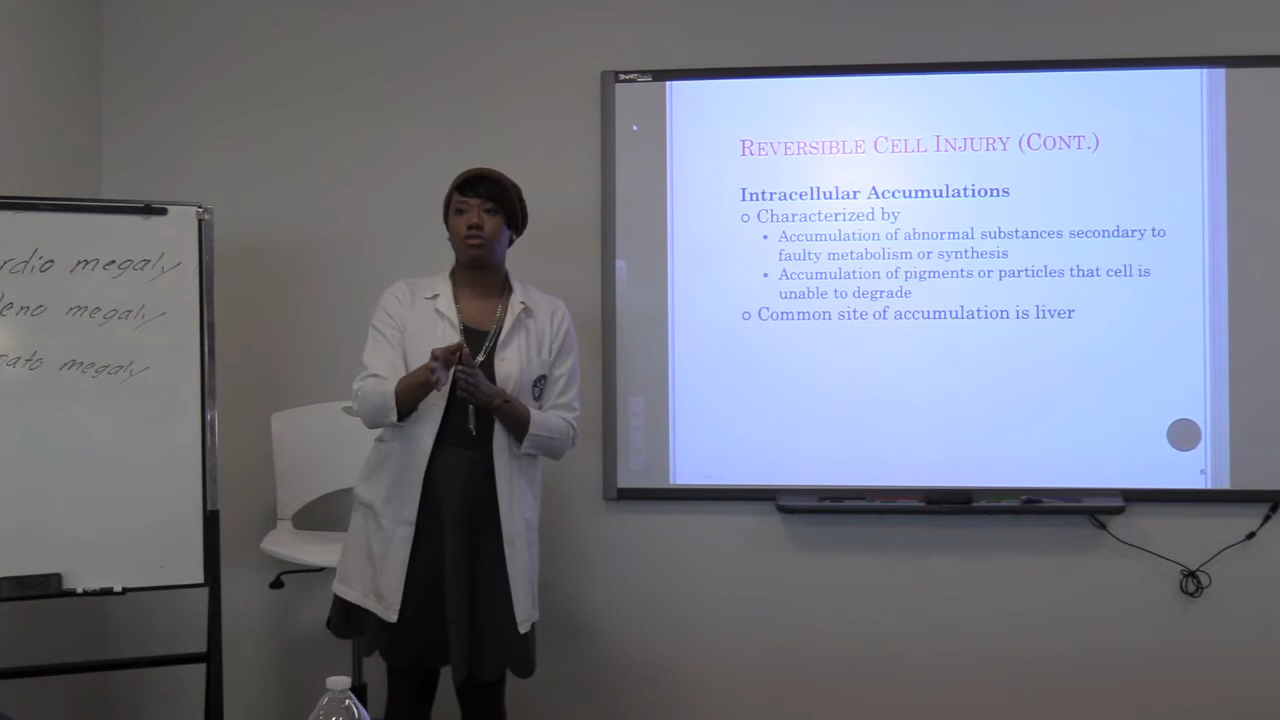 SMART
REVERSIBLE CELL INJURY (CONT.)
Intracellular Accumulations
Characterized by
Accumulation of abnormal substances secondary to
faulty metabolism or synthesis
Accumulation of pigments or particles that cell is
unable to degrade
Common site of accumulation is liver
rdio megaly
leno megaly
pato megaly